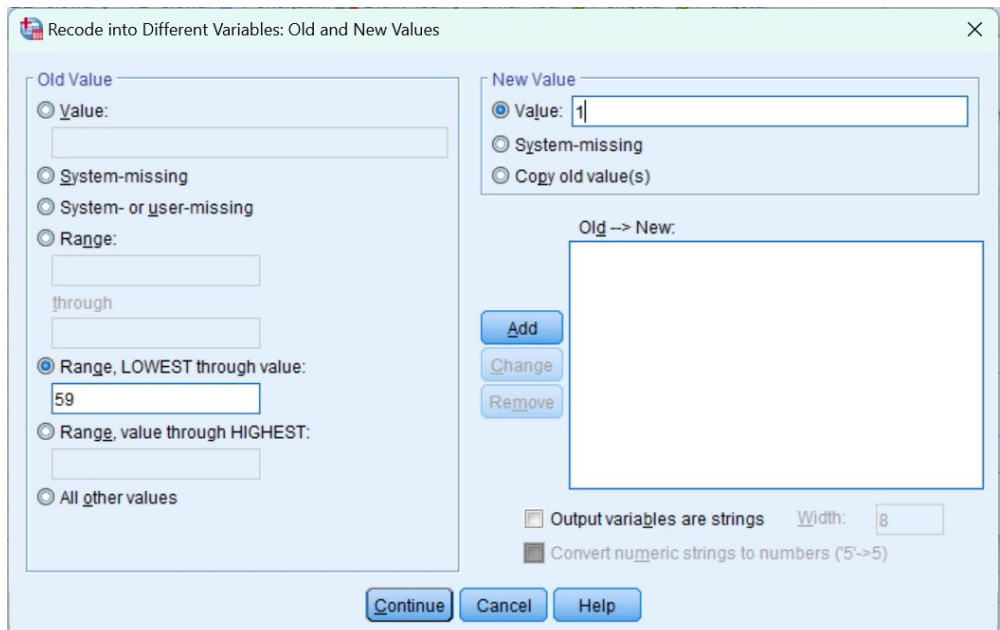 Recode into Different Variables: Old and New Values
Old Value
Value:
System-missing
System- or user-missing
Range:
through
Range, LOWEST through value:
59
Range, value through HIGHEST:
All other values
New Value
Value: 1
System-missing
Copy old value(s)
Old --> New:
Add
Change
Remove
Output variables are strings Width: 8
Convert numeric strings to numbers ('5'->5)
Continue Cancel Help